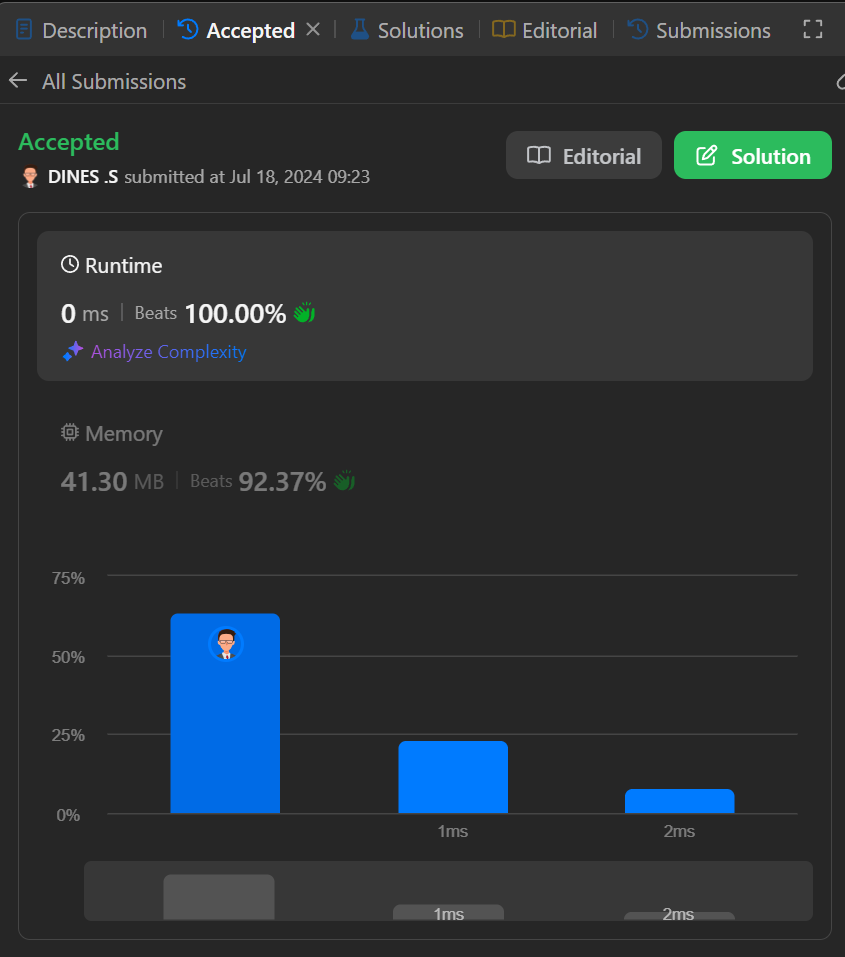 Description | Accepted × | Solutions | Editorial | Submissions
← All Submissions
Accepted
DINES .S submitted at Jul 18, 2024 09:23
Editorial
Solution
Runtime
0 ms | Beats 100.00%
Analyze Complexity
Memory
41.30 MB | Beats 92.37%
75%
50%
25%
0%
1ms 2ms
1ms 2ms